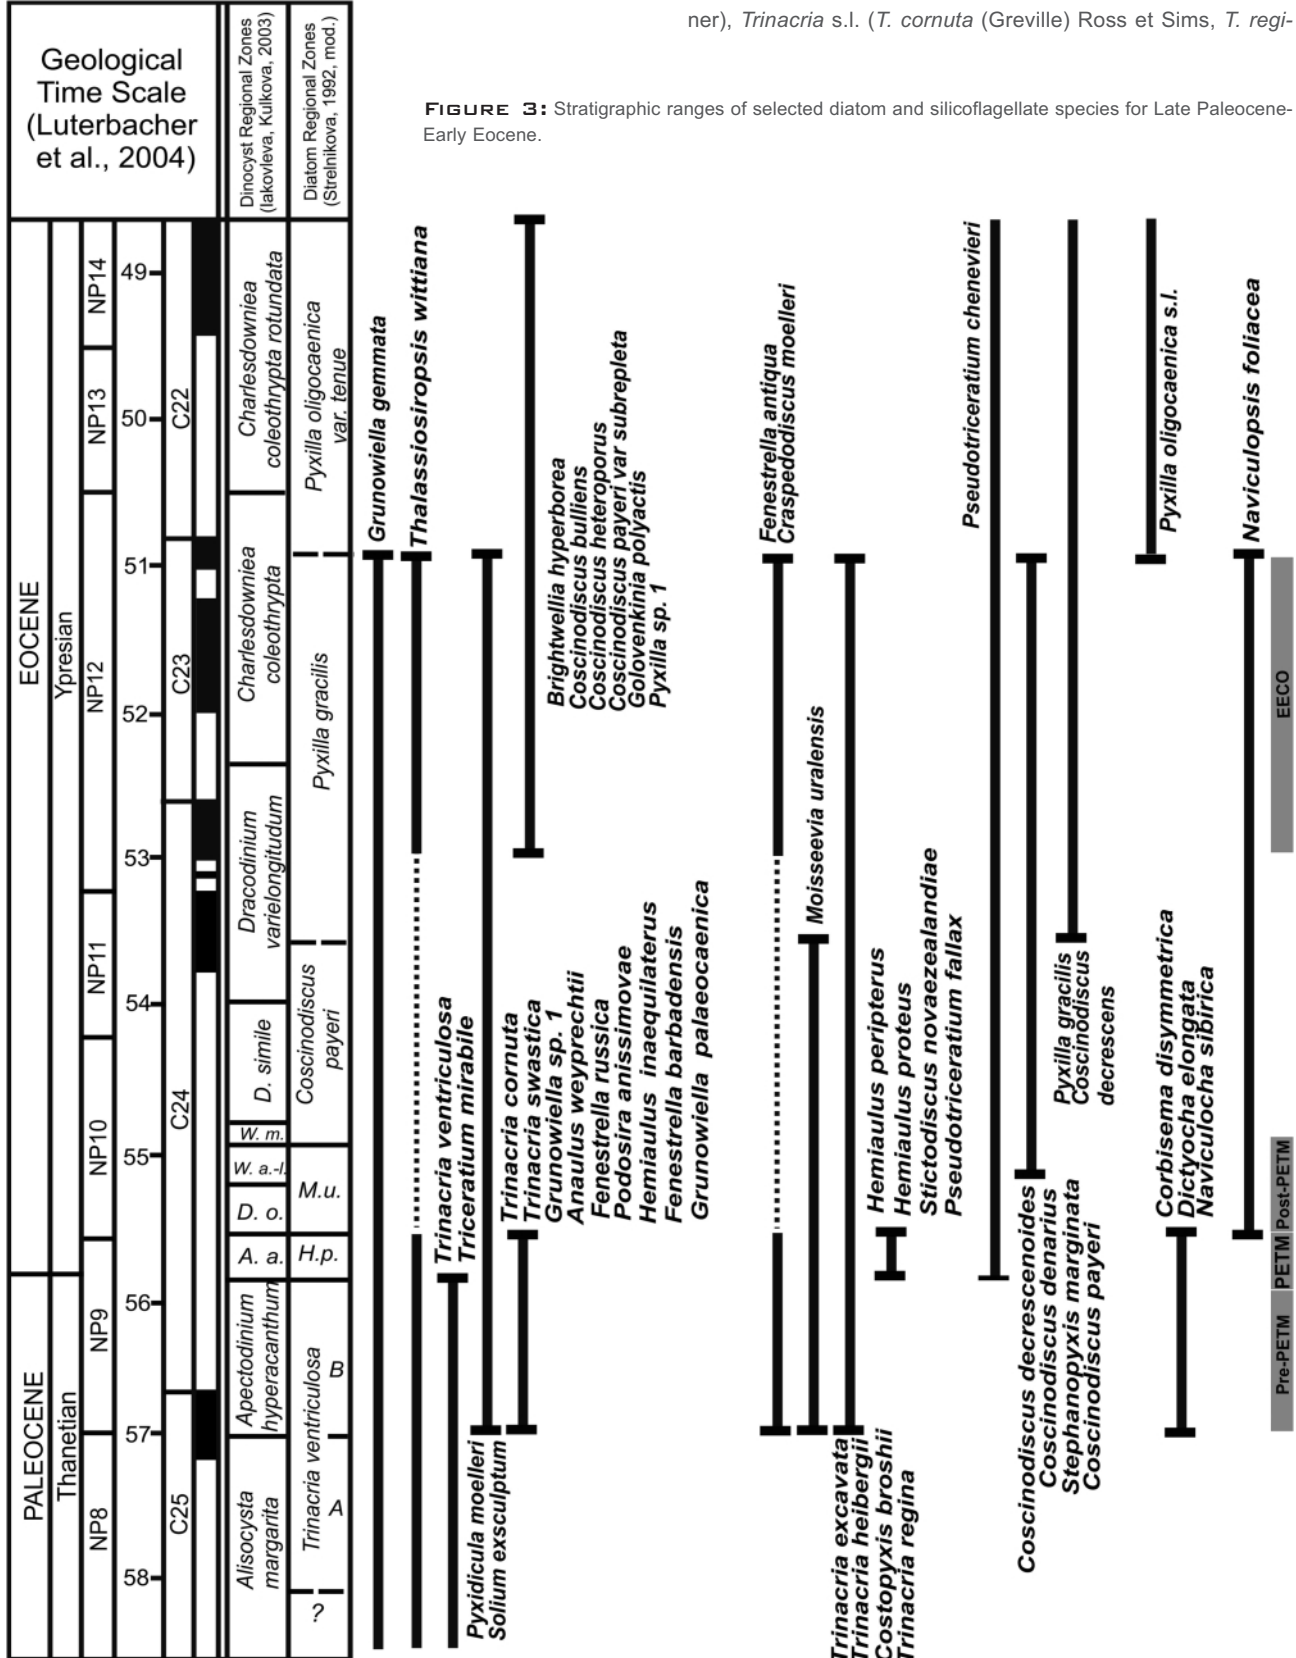 ner), Trinacria s.l. (T. cornuta (Greville) Ross et Sims, T. regi-
FIGURE 3: Stratigraphic ranges of selected diatom and silicoflagellate species for Late Paleocene-
Early Eocene.
Geological
Time Scale
(Luterbacher
et al., 2004)
Dinocyst Regional Zones
(Iakovleva, Kulkova, 2003)
Diatom Regional Zones
(Strelnikova, 1992, mod.)
EOCENE
PALEOCENE
Ypresian
Thanetian
NP14
NP13
NP12
NP11
NP10
NP9
NP8
49
50
51
52
53
54
55
56
57
58
C22
C23
C24
C25
Charlesdowniea
coleothrypta rotundata
Charlesdowniea
coleothrypta
Dracodinium
varielongitudum
D. simile
W. m.
W. a.-l.
D. o.
A. a.
Apectodinium
hyperacanthum
Alisocysta
margarita
Pyxilla oligocaenica
var. tenue
Pyxilla gracilis
Coscinodiscus
payeri
M.u.
H.p.
Trinacria ventriculosa
B
A
?
Grunowiella gemmata
Thalassiosiropsis wittiana
Trinacria ventriculosa
Triceratium mirabile
Pyxidicula moelleri
Solium exsculptum
Brightwellia hyperborea
Coscinodiscus bulliens
Coscinodiscus heteroporus
Coscinodiscus payeri var subrepleta
Golovenkinia polyactis
Pyxilla sp. 1
Trinacria cornuta
Trinacria swastica
Grunowiella sp. 1
Anaulus weyprechtii
Fenestrella russica
Podosira anissimovae
Hemiaulus inaequilaterus
Fenestrella barbadensis
Grunowiella palaeocaenica
Fenestrella antiqua
Craspedodiscus moelleri
Moisseevia uralensis
Trinacria excavata
Trinacria heibergii
Costopyxis broshii
Trinacria regina
Hemiaulus peripterus
Hemiaulus proteus
Stictodiscus novaezealandiae
Pseudotriceratium fallax
Pseudotriceratium chenevieri
Coscinodiscus decrescenoides
Coscinodiscus denarius
Stephanopyxis marginata
Coscinodiscus payeri
Pyxilla gracilis
Coscinodiscus
decrescens
Pyxilla oligocaenica s.l.
Corbisema disymmetrica
Dictyocha elongata
Naviculocha sibirica
Naviculopsis foliacea
EECO
Post-PETM
PETM
Pre-PETM